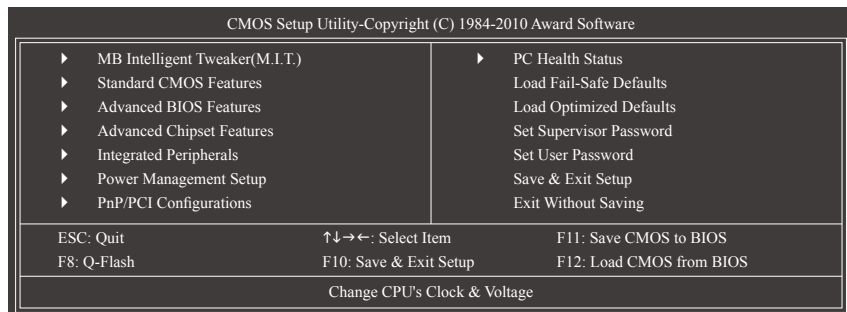 CMOS Setup Utility-Copyright (C) 1984-2010 Award Software
MB Intelligent Tweaker(M.I.T.)
Standard CMOS Features
Advanced BIOS Features
Advanced Chipset Features
Integrated Peripherals
Power Management Setup
PnP/PCI Configurations
PC Health Status
Load Fail-Safe Defaults
Load Optimized Defaults
Set Supervisor Password
Set User Password
Save & Exit Setup
Exit Without Saving
ESC: Quit ↑↓→←: Select Item F11: Save CMOS to BIOS
F8: Q-Flash F10: Save & Exit Setup F12: Load CMOS from BIOS
Change CPU's Clock & Voltage